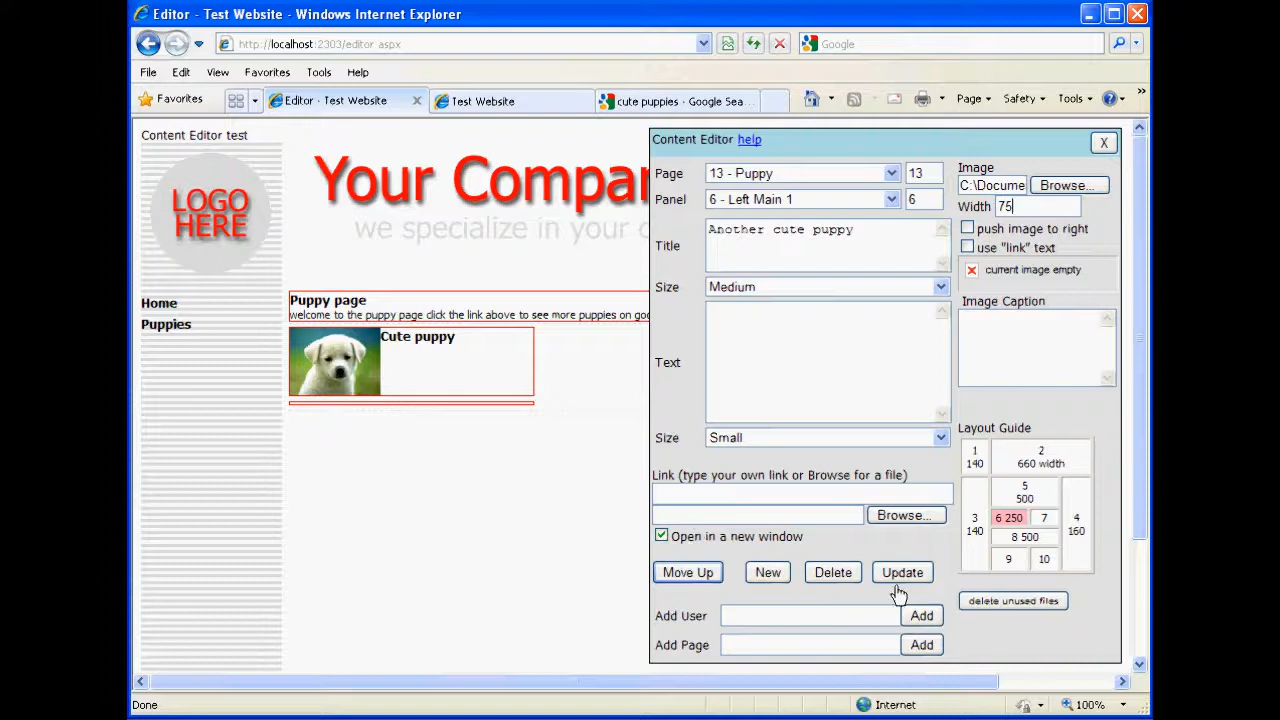 Editor - Test Website - Windows Internet Explorer
http://localhost:2303/editor.aspx
Google
File Edit View Favorites Tools Help
Favorites
Editor - Test Website
Test Website
cute puppies - Google Sea...
Page
Safety
Tools
Content Editor test
LOGO
HERE
Your Compa
we specialize in your c
Home
Puppies
Puppy page
welcome to the puppy page click the link above to see more puppies on goo
Cute puppy
Content Editor help
X
Page 13 - Puppy 13
Panel 6 - Left Main 1 6
Title Another cute puppy
Size Medium
Text
Size Small
Link (type your own link or Browse for a file)
Browse...
Open in a new window
Move Up New Delete Update
Add User Add
Add Page Add
Image
C:\Docume Browse...
Width 75
push image to right
use "link" text
current image empty
Image Caption
Layout Guide
1
140
2
660 width
5
500
3
140
6 250
7
4
160
8 500
9
10
delete unused files
Done
Internet
100%